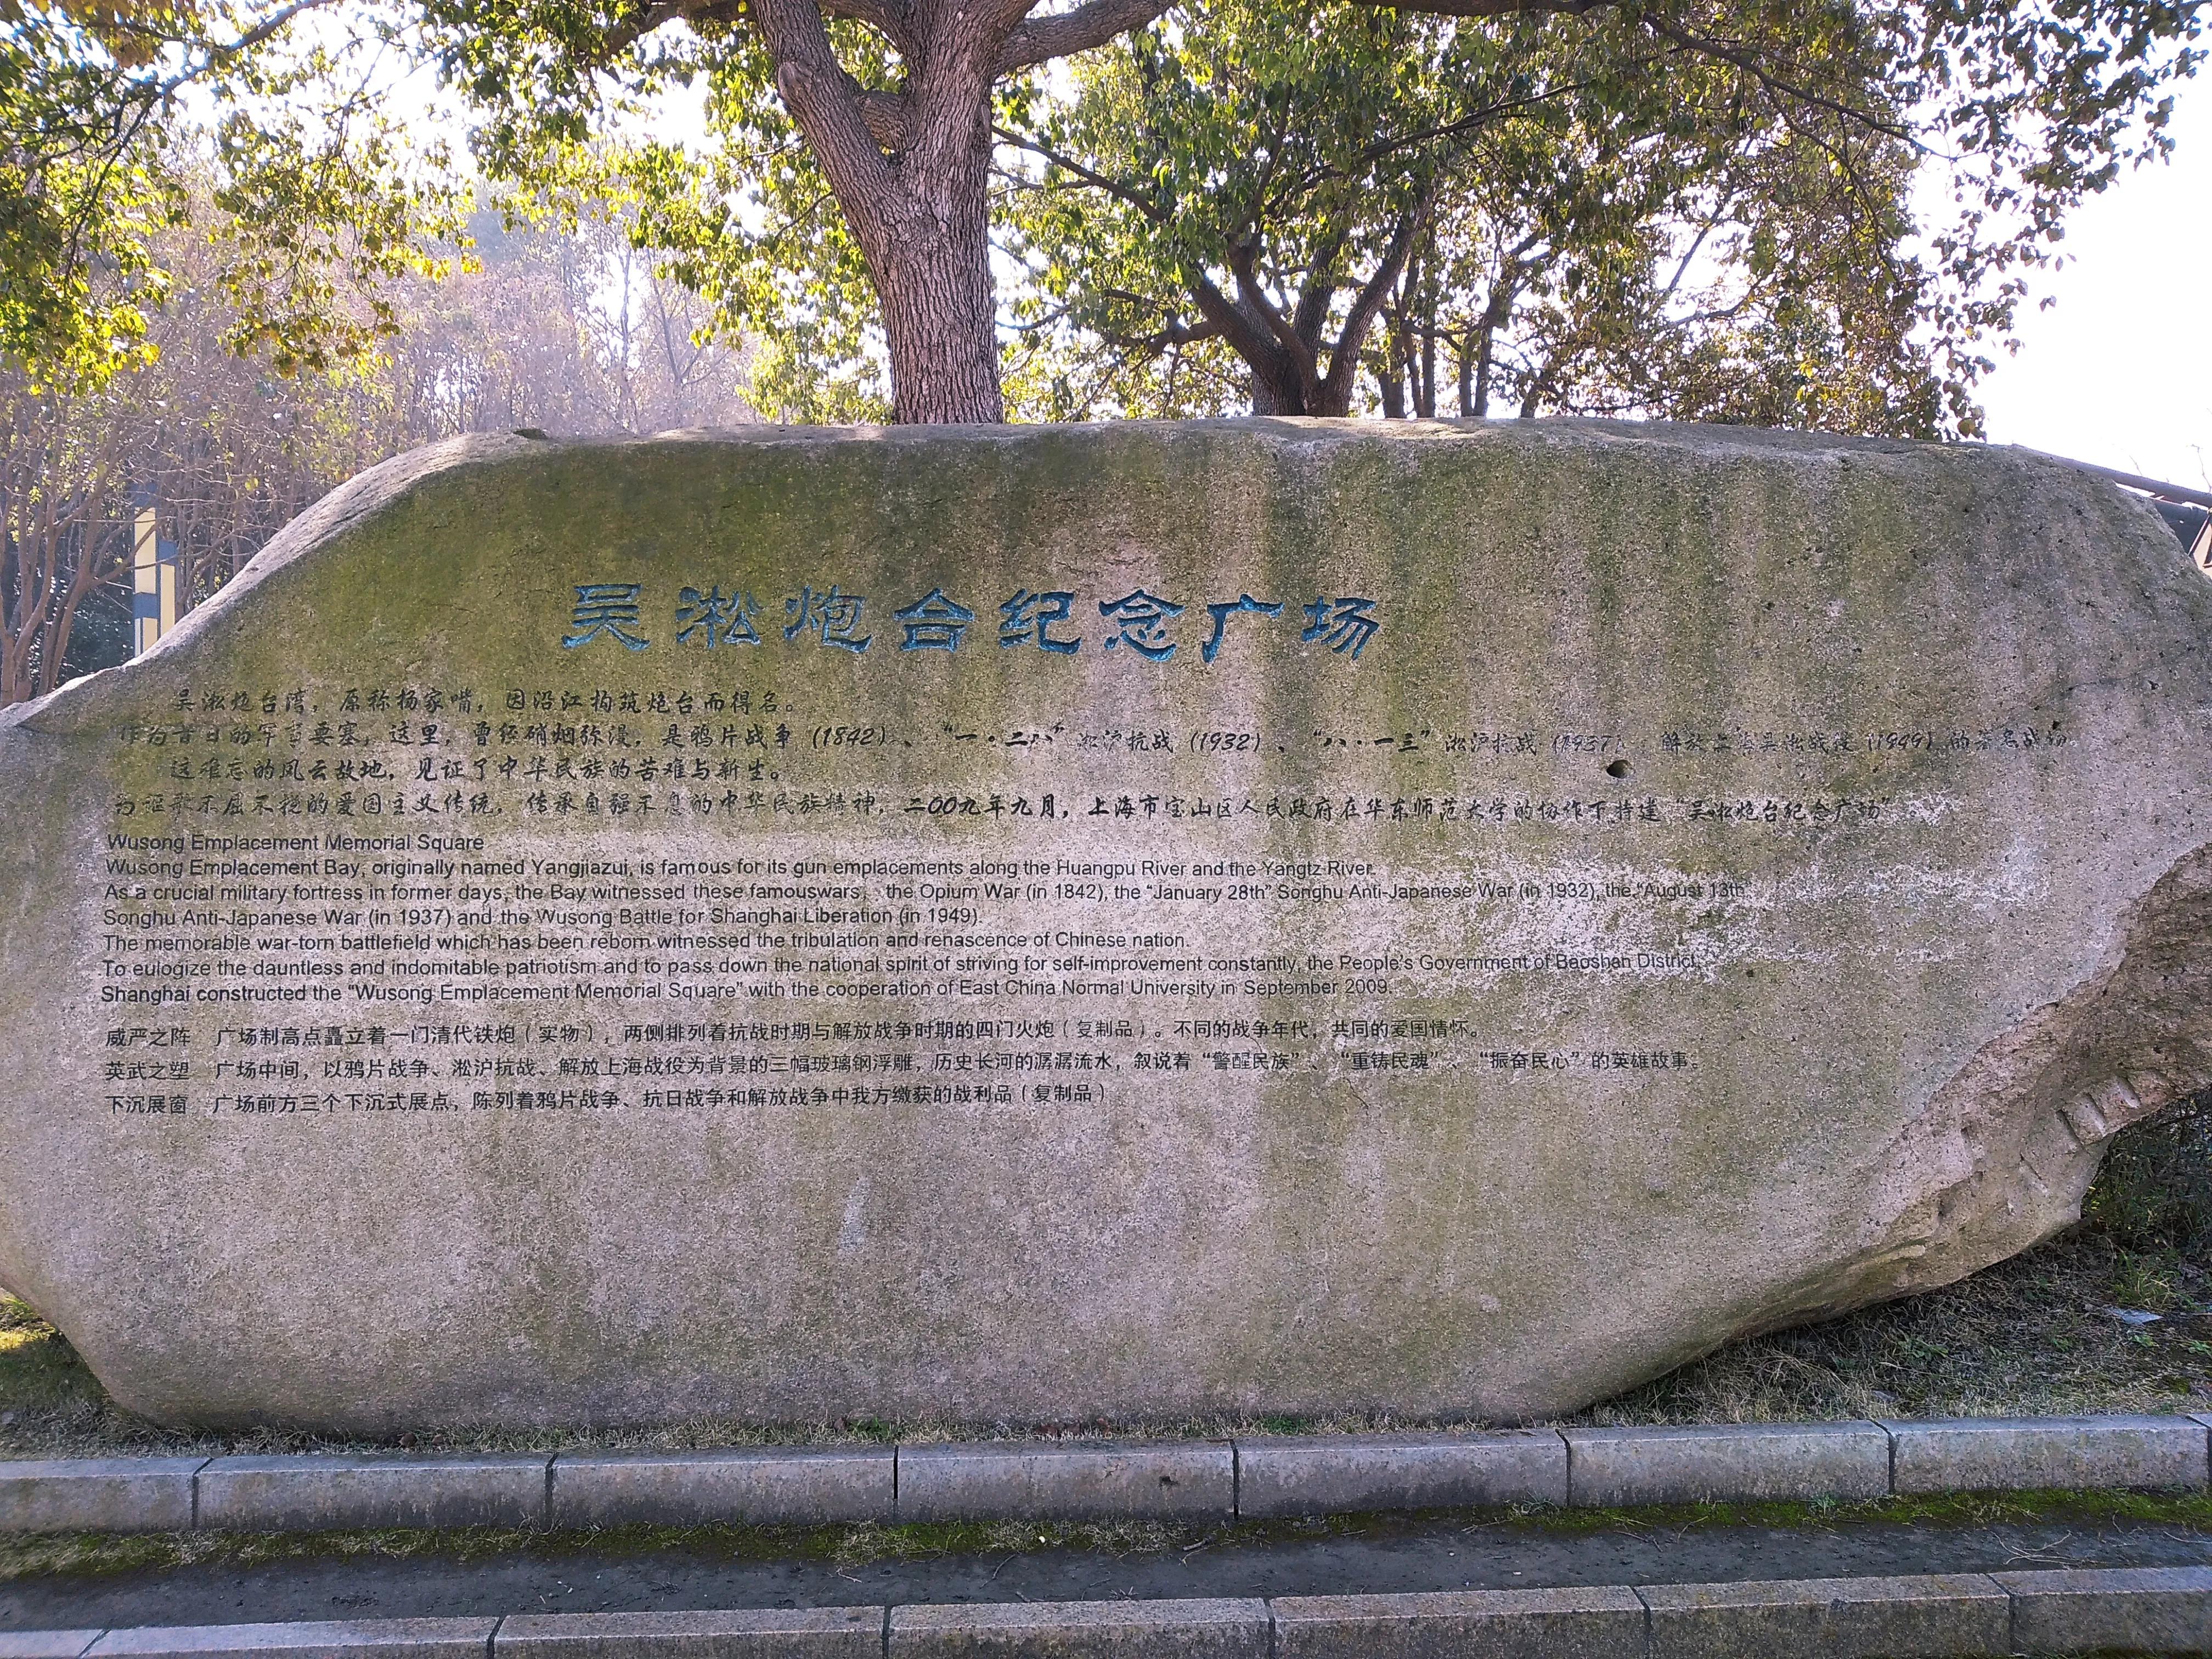 吴淞炮台纪念广场
吴淞炮台湾，原称杨家嘴，因沿江构筑炮台而得名。
作为昔日的军事要塞，这里，曾经硝烟弥漫，是鸦片战争（1842）、“一·二八”淞沪抗战（1932）、“八·一三”淞沪抗战（1937）、解放上海吴淞战役（1949）的著名战场。
这难忘的风云故地，见证了中华民族的苦难与新生。
为讴歌不屈不挠的爱国主义传统，传承自强不息的中华民族精神，二00九年九月，上海市宝山区人民政府在华东师范大学的协作下特建“吴淞炮台纪念广场”
Wusong Emplacement Memorial Square
Wusong Emplacement Bay, originally named Yangjiazui, is famous for its gun emplacements along the Huangpu River and the Yangtz River.
As a crucial military fortress in former days, the Bay witnessed these famouswars, the Opium War (in 1842), the “January 28th” Songhu Anti-Japanese War (in 1932), the “August 13th”
Songhu Anti-Japanese War (in 1937) and the Wusong Battle for Shanghai Liberation (in 1949).
The memorable war-torn battlefield which has been reborn witnessed the tribulation and renascence of Chinese nation.
To eulogize the dauntless and indomitable patriotism and to pass down the national spirit of striving for self-improvement constantly, the People's Government of Baoshan District,
Shanghai constructed the “Wusong Emplacement Memorial Square” with the cooperation of East China Normal University in September 2009.
威严之阵 广场制高点矗立着一门清代铁炮（实物），两侧排列着抗战时期与解放战争时期的四门火炮（复制品）。不同的战争年代，共同的爱国情怀。
英武之塑 广场中间，以鸦片战争、淞沪抗战、解放上海战役为背景的三幅玻璃钢浮雕，历史长河的潺潺流水，叙说着“警醒民族”、“重铸民魂”、“振奋民心”的英雄故事。
下沉展窗 广场前方三个下沉式展点，陈列着鸦片战争、抗日战争和解放战争中我方缴获的战利品（复制品）